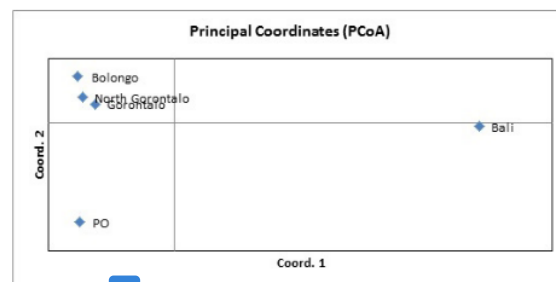 Principal Coordinates (PCoA)
Bolongo
North Gorontalo
Gorontalo
Bali
PO
Coord. 2
Coord. 1